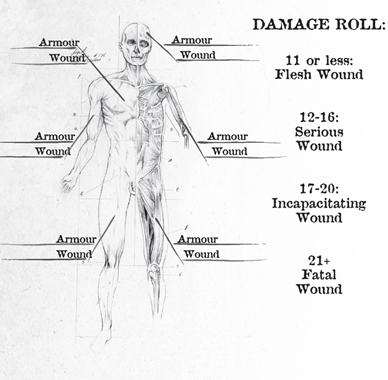 DAMAGE ROLL:
Armour
Wound
Armour
Wound
11 or less:
Flesh Wound
12-16:
Serious
Wound
Armour
Wound
Armour
Wound
17-20:
Incapacitating
Wound
Armour
Wound
Armour
Wound
21+
Fatal
Wound